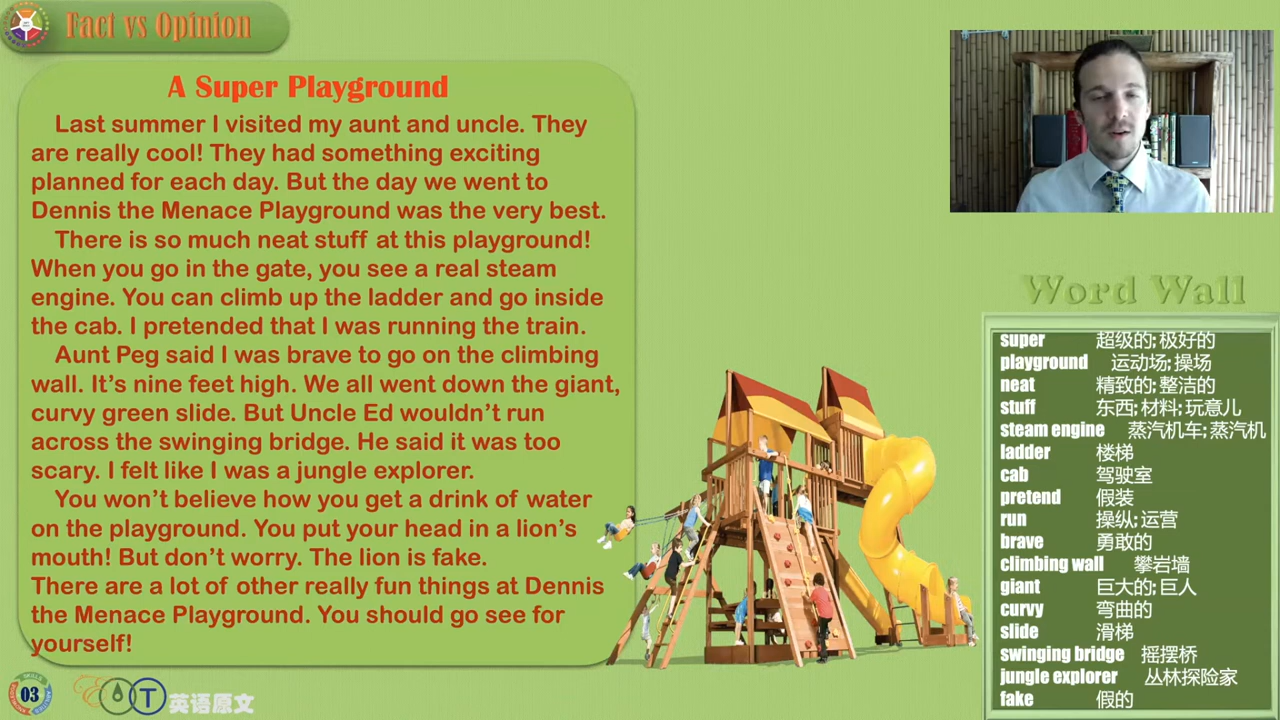 Fact vs Opinion
A Super Playground
Last summer I visited my aunt and uncle. They
are really cool! They had something exciting
planned for each day. But the day we went to
Dennis the Menace Playground was the very best.
There is so much neat stuff at this playground!
When you go in the gate, you see a real steam
engine. You can climb up the ladder and go inside
the cab. I pretended that I was running the train.
Aunt Peg said I was brave to go on the climbing
wall. It’s nine feet high. We all went down the giant,
curvy green slide. But Uncle Ed wouldn’t run
across the swinging bridge. He said it was too
scary. I felt like I was a jungle explorer.
You won’t believe how you get a drink of water
on the playground. You put your head in a lion’s
mouth! But don’t worry. The lion is fake.
There are a lot of other really fun things at Dennis
the Menace Playground. You should go see for
yourself!
Word Wall
super 超级的; 极好的
playground 运动场; 操场
neat 精致的; 整洁的
stuff 东西; 材料; 玩意儿
steam engine 蒸汽机车; 蒸汽机
ladder 楼梯
cab 驾驶室
pretend 假装
run 操纵; 运营
brave 勇敢的
climbing wall 攀岩墙
giant 巨大的; 巨人
curvy 弯曲的
slide 滑梯
swinging bridge 摇摆桥
jungle explorer 丛林探险家
fake 假的
03
T
英语原文